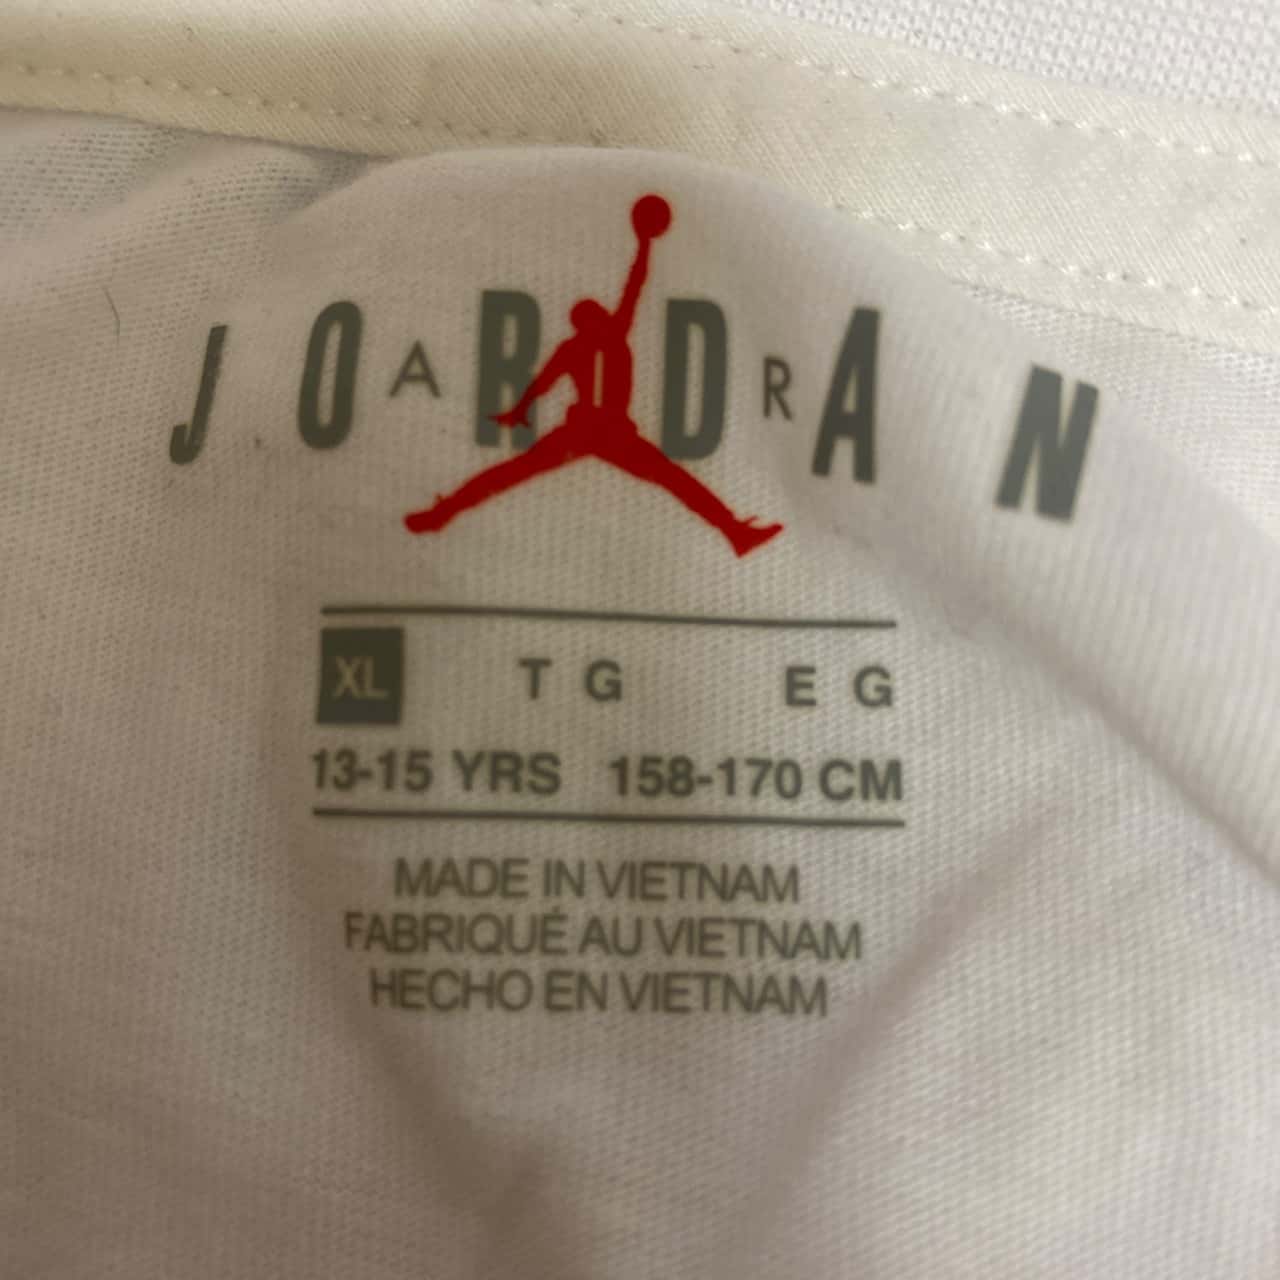 JORDAN
AIR
XL TG EG
13-15 YRS 158-170 CM
MADE IN VIETNAM
FABRIQUÉ AU VIETNAM
HECHO EN VIETNAM